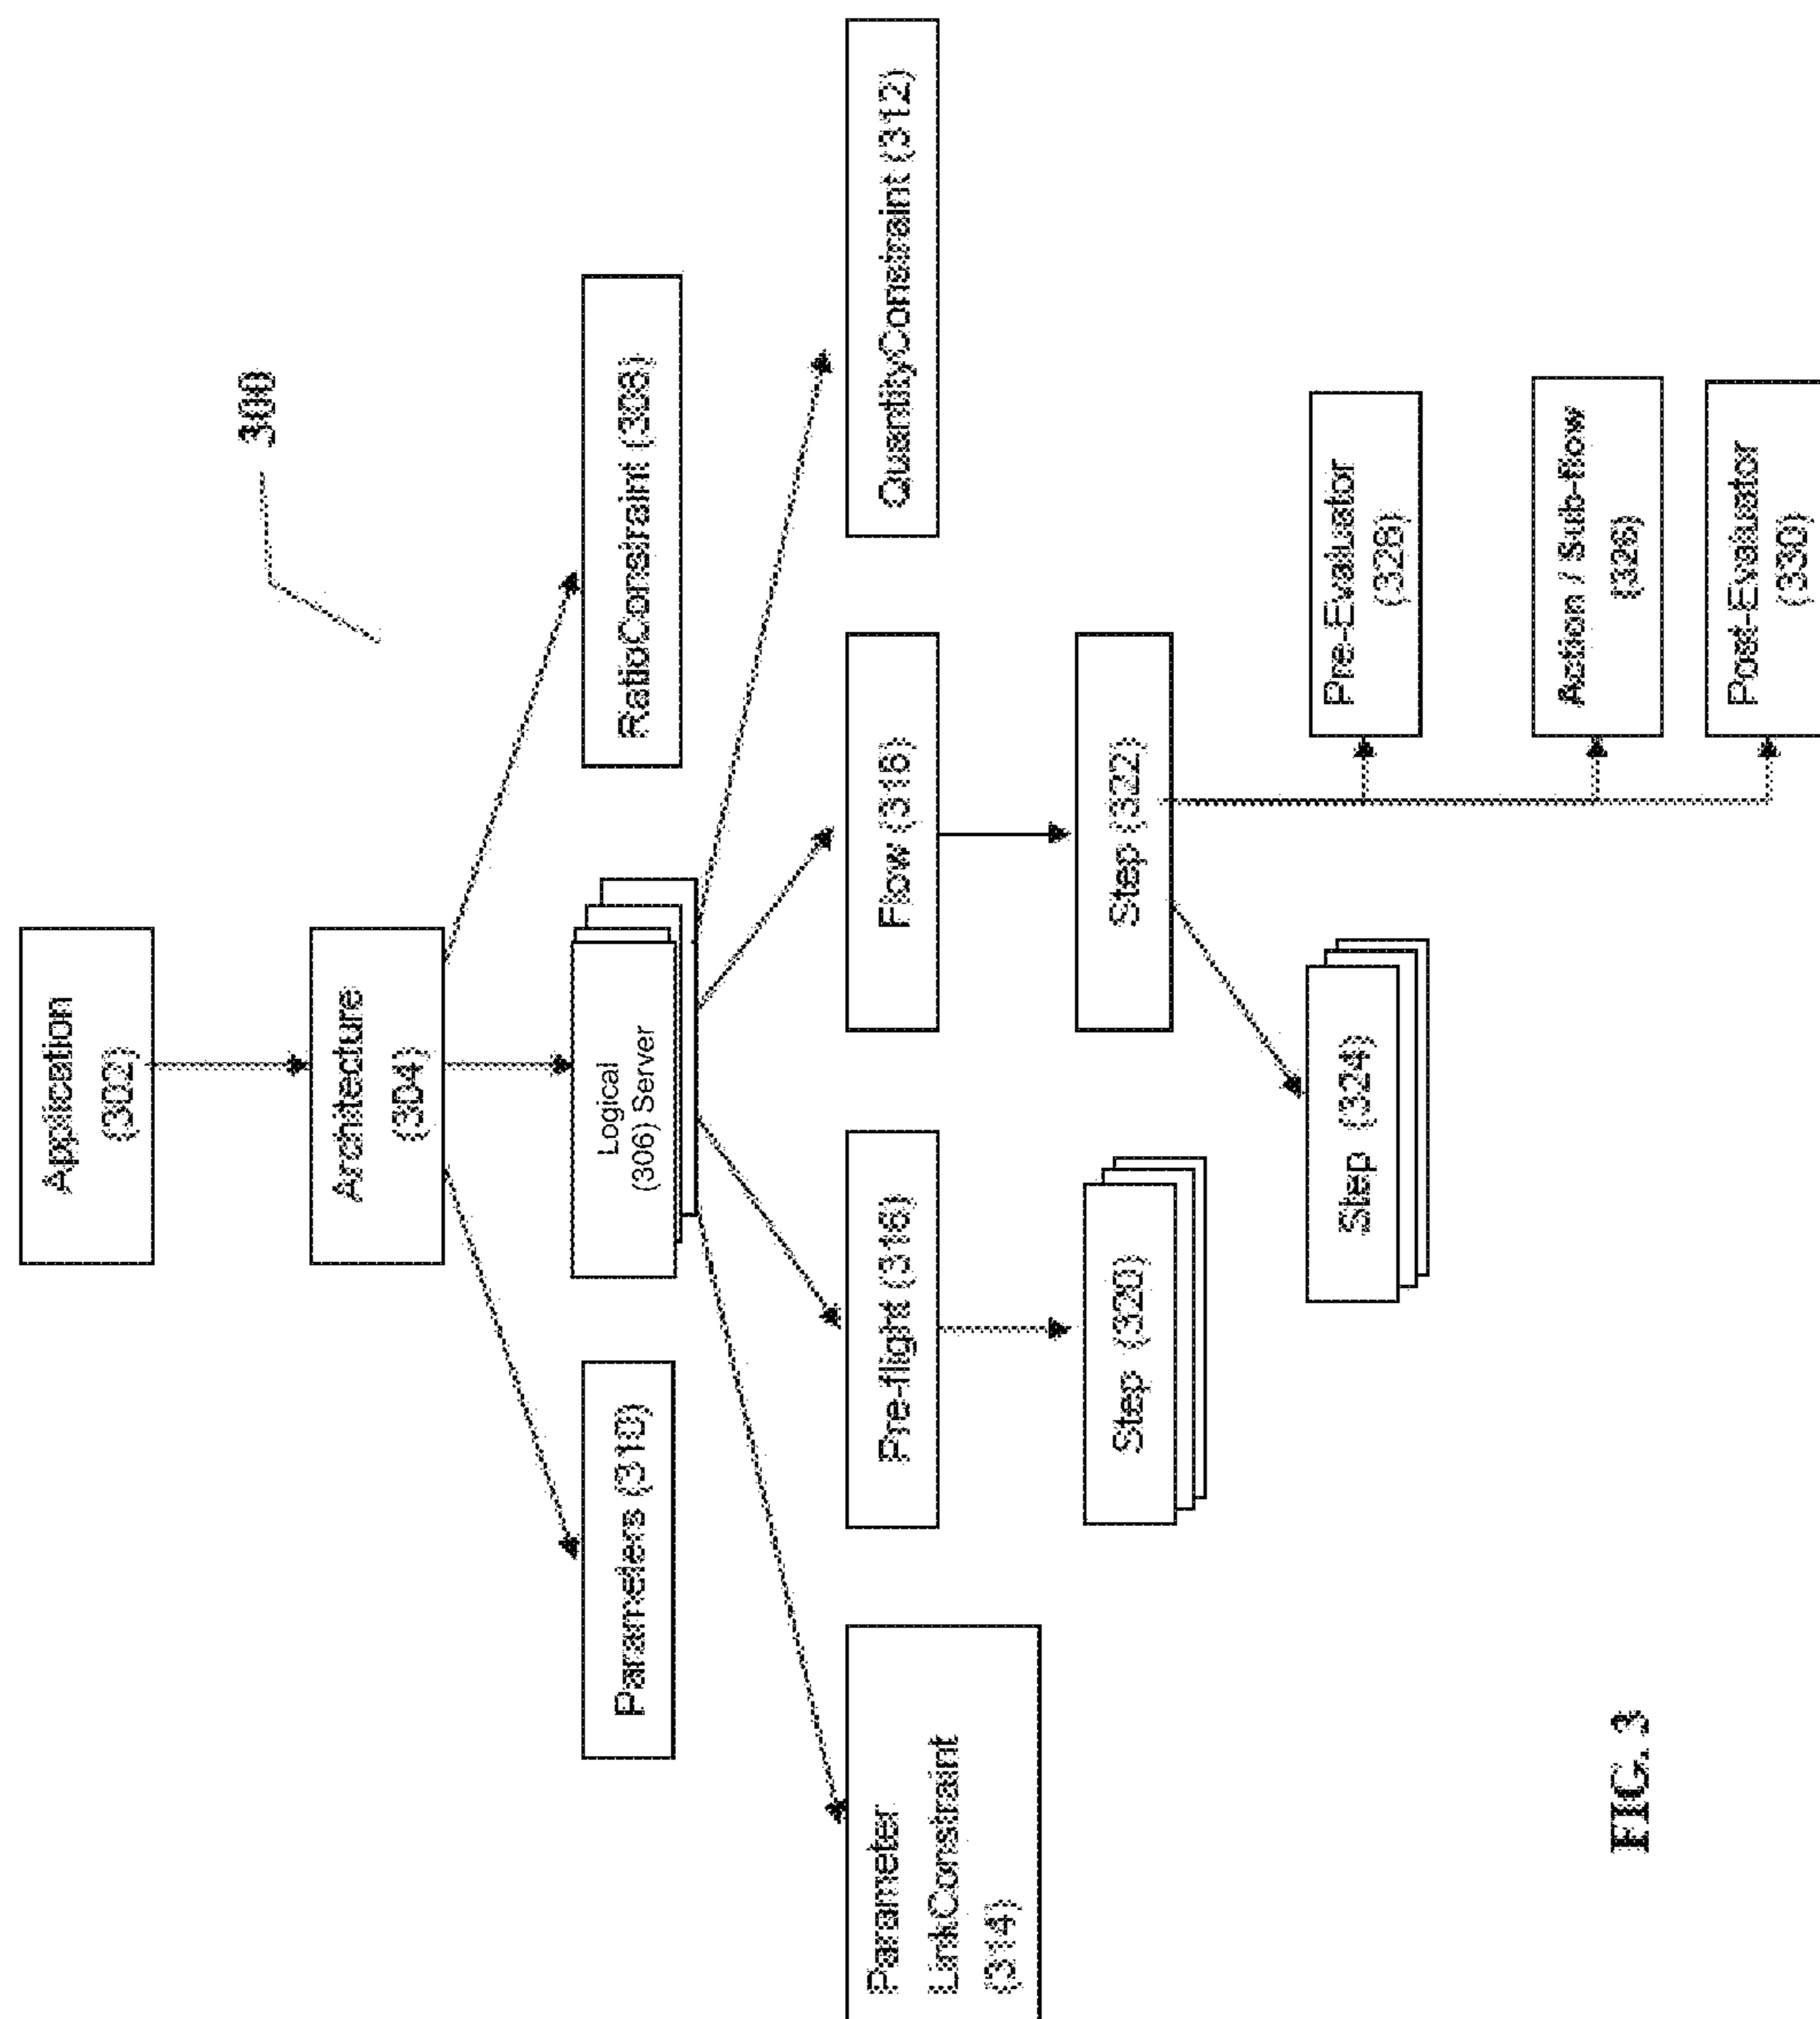 Application
(302)
300
Architecture
(304)
Parameters (310)
Logical
(306) Server
RatioConstraint (308)
Parameter
LinkConstraint
(314)
Pre-flight (316)
Flow (318)
QuantityConstraint (312)
Step (320)
Step (322)
Step (324)
Pre-Evaluator
(328)
Action / Sub-flow
(326)
Post-Evaluator
(330)
FIG. 3